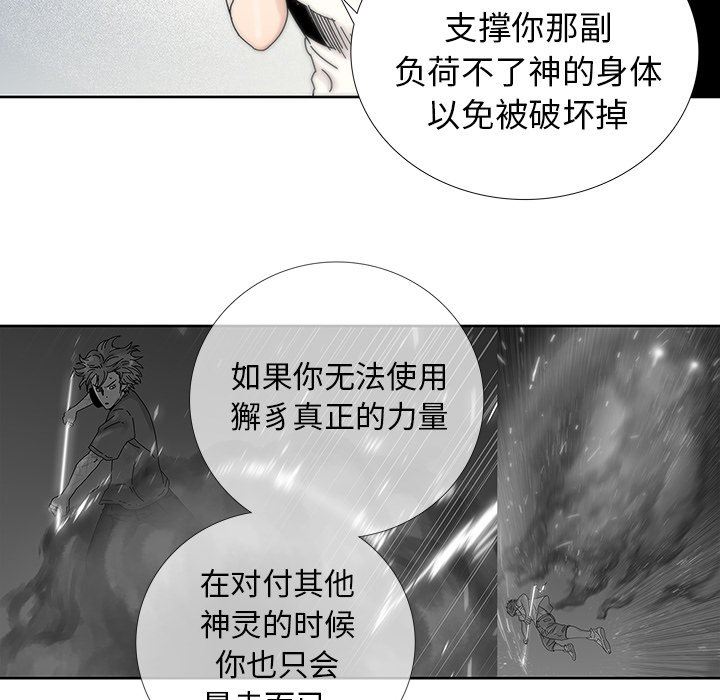 支撑你那副
负荷不了神的身体
以免被破坏掉
如果你无法使用
獬豸真正的力量
在对付其他
神灵的时候
你也只会